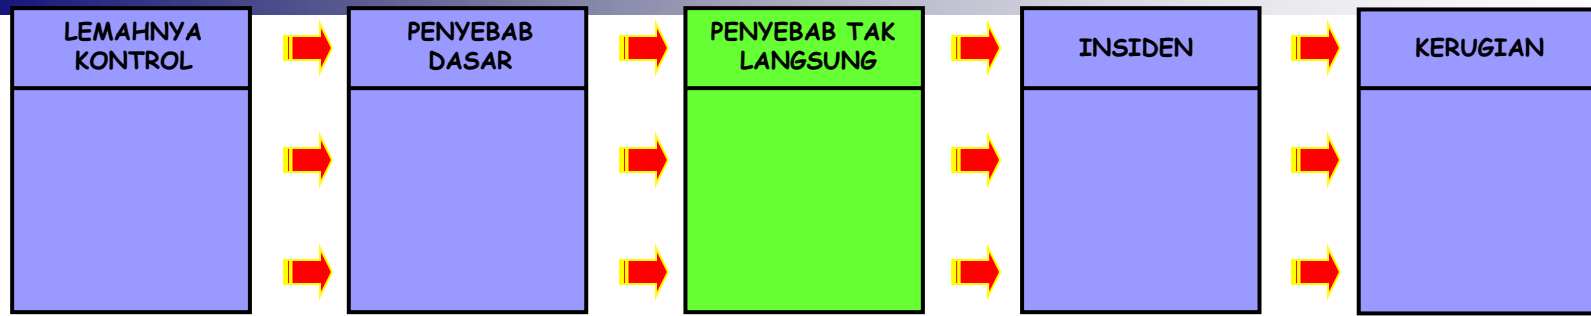 LEMAHNYA
KONTROL
PENYEBAB
DASAR
PENYEBAB TAK
LANGSUNG
INSIDEN
KERUGIAN